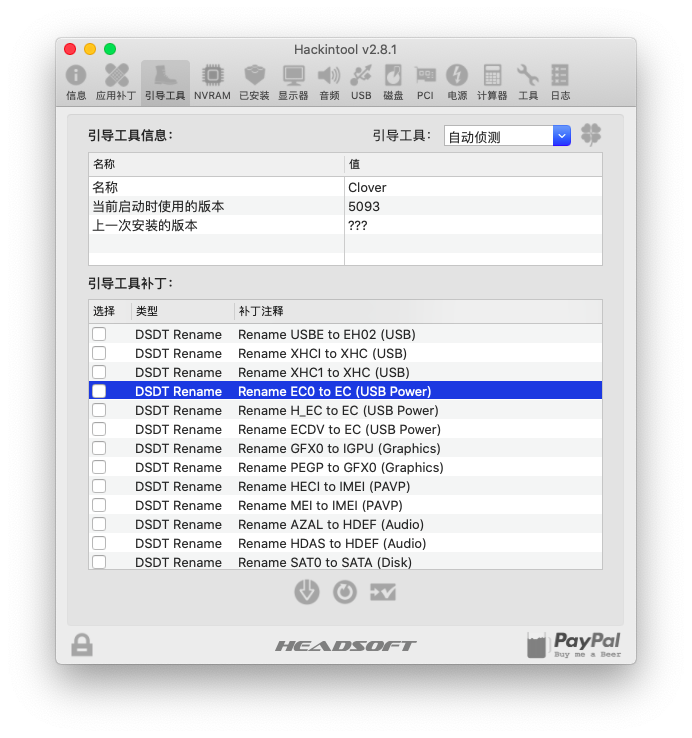 Hackintool v2.8.1
信息 应用补丁 引导工具 NVRAM 已安装 显示器 音频 USB 磁盘 PCI 电源 计算器 工具 日志
引导工具信息： 引导工具： 自动侦测
名称 值
名称 Clover
当前启动时使用的版本 5093
上一次安装的版本 ???
引导工具补丁：
选择 类型 补丁注释
DSDT Rename Rename USBE to EH02 (USB)
DSDT Rename Rename XHCI to XHC (USB)
DSDT Rename Rename XHC1 to XHC (USB)
DSDT Rename Rename EC0 to EC (USB Power)
DSDT Rename Rename H_EC to EC (USB Power)
DSDT Rename Rename ECDV to EC (USB Power)
DSDT Rename Rename GFX0 to IGPU (Graphics)
DSDT Rename Rename PEGP to GFX0 (Graphics)
DSDT Rename Rename HECI to IMEI (PAVP)
DSDT Rename Rename MEI to IMEI (PAVP)
DSDT Rename Rename AZAL to HDEF (Audio)
DSDT Rename Rename HDAS to HDEF (Audio)
DSDT Rename Rename SAT0 to SATA (Disk)
HEADSOFT PayPal
Buy me a Beer